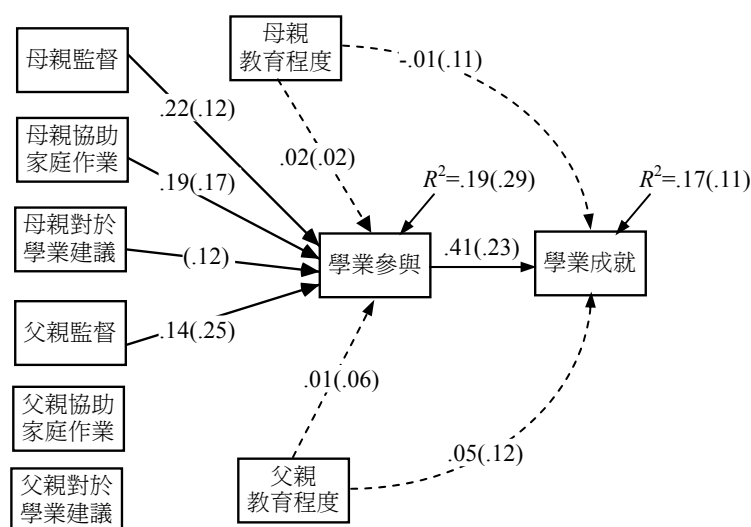 母親監督
母親協助
家庭作業
母親對於
學業建議
父親監督
父親協助
家庭作業
父親對於
學業建議
母親
教育程度
-.01(.11)
.22(.12)
.02(.02)
.19(.17)
R²=.19(.29)
R²=.17(.11)
(.12)
學業參與
.41(.23)
學業成就
.14(.25)
.01(.06)
.05(.12)
父親
教育程度